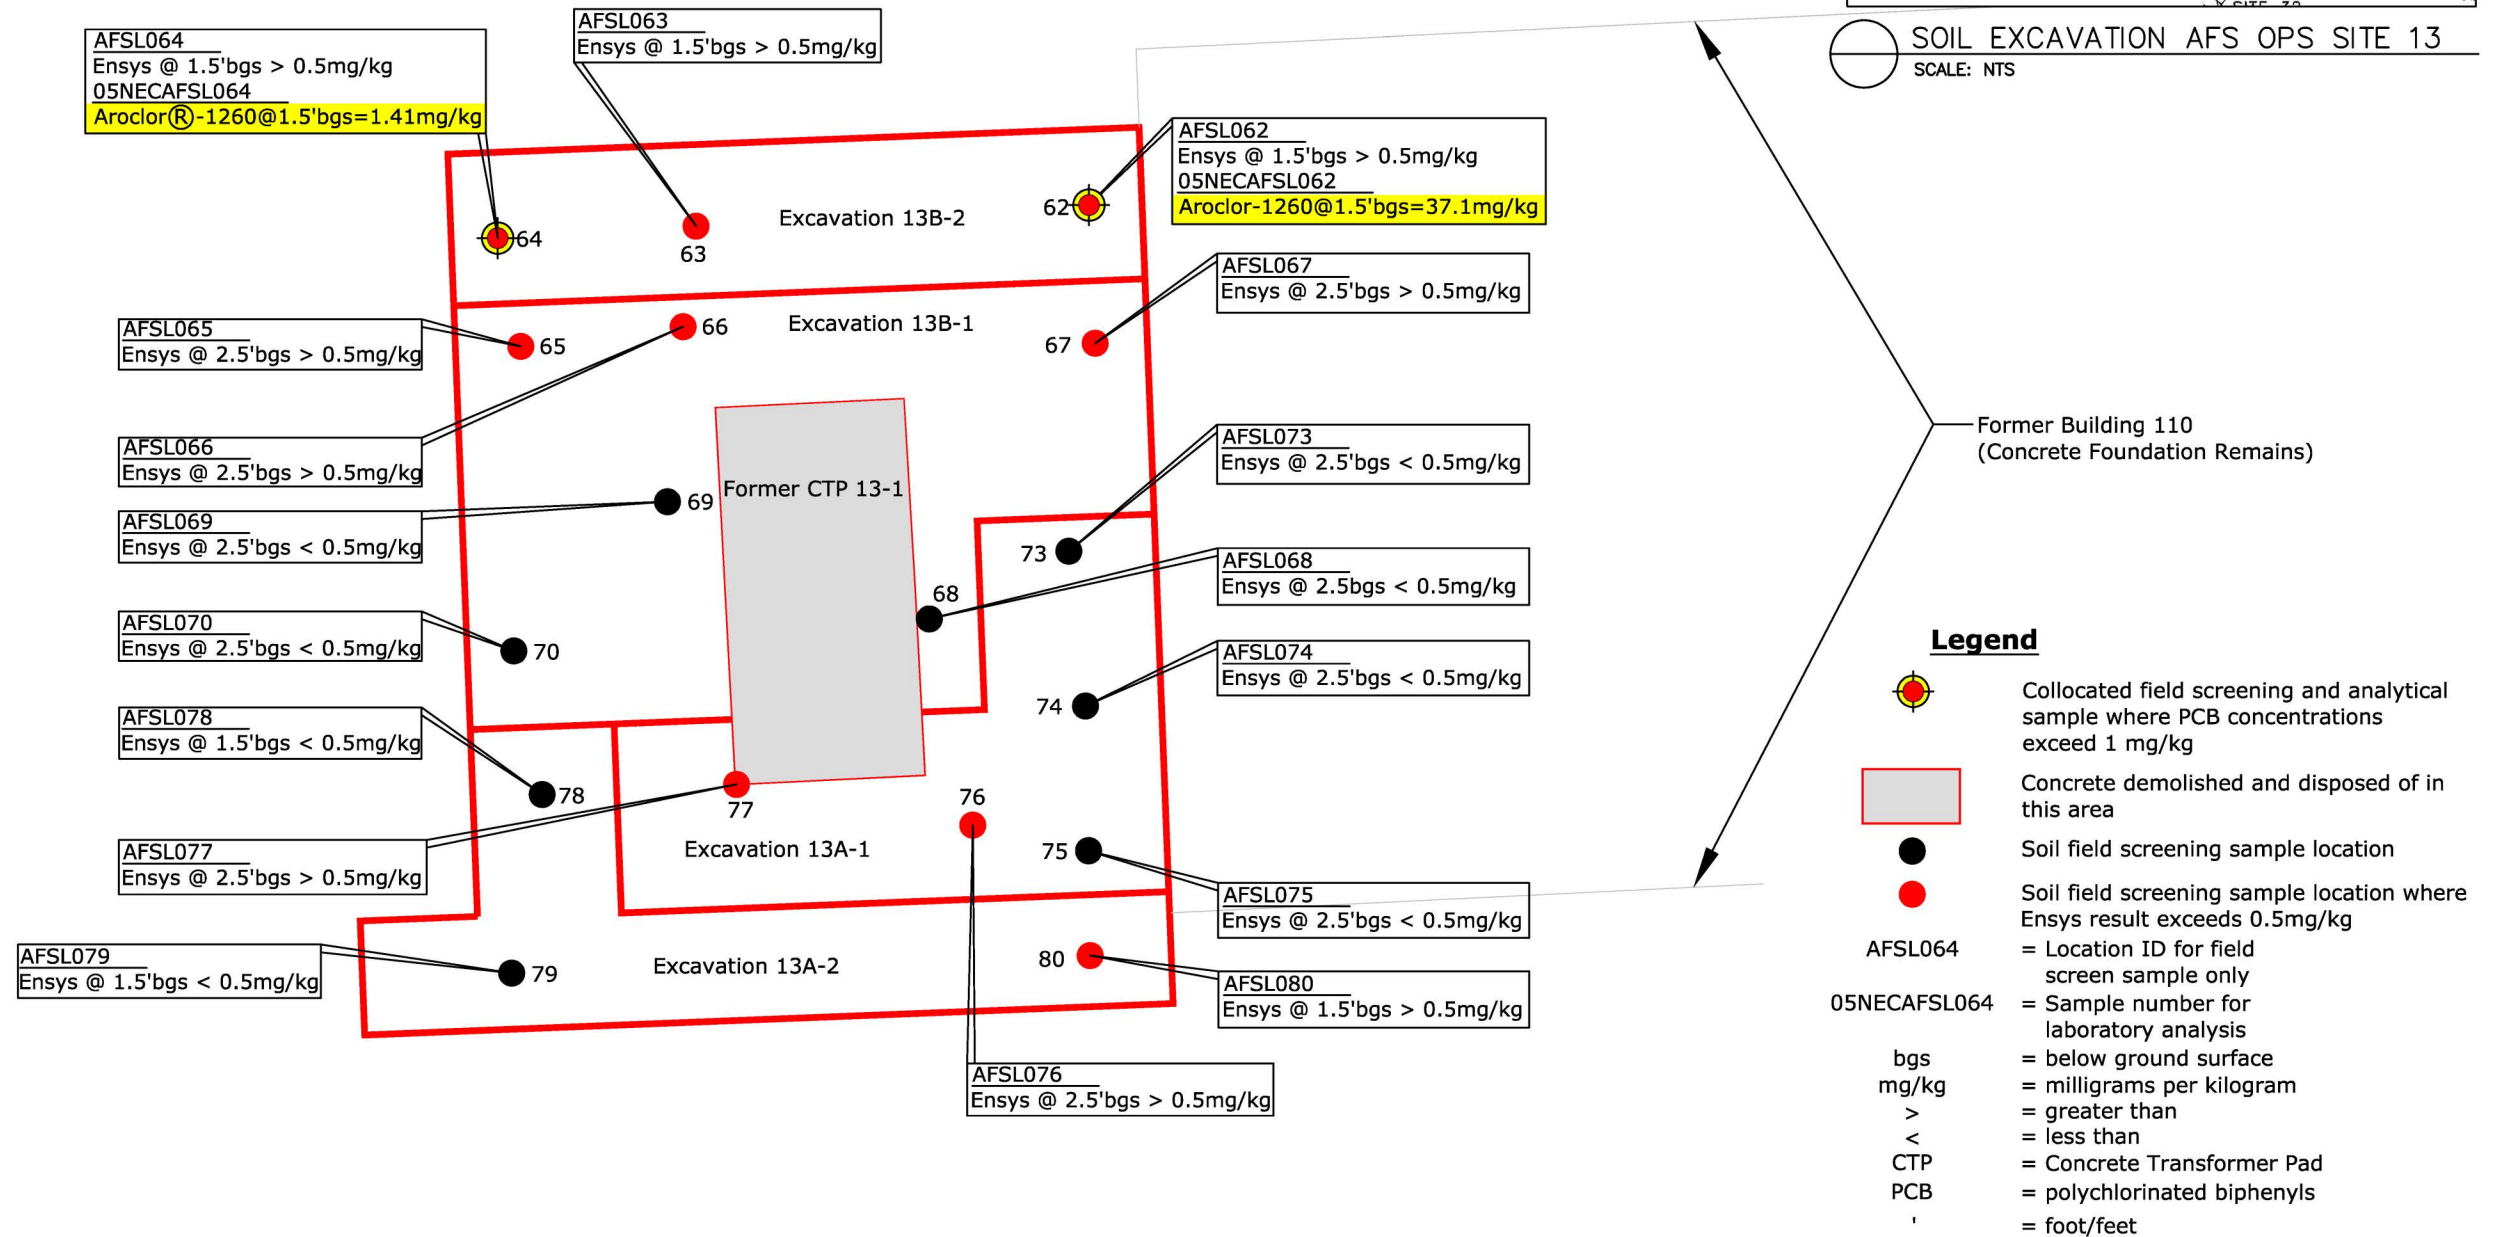 SITE 32
SOIL EXCAVATION AFS OPS SITE 13
SCALE: NTS
AFSL064
Ensys @ 1.5'bgs > 0.5mg/kg
05NECAFSL064
Aroclor®-1260@1.5'bgs=1.41mg/kg
AFSL063
Ensys @ 1.5'bgs > 0.5mg/kg
AFSL062
Ensys @ 1.5'bgs > 0.5mg/kg
05NECAFSL062
Aroclor-1260@1.5'bgs=37.1mg/kg
64
63
Excavation 13B-2
62
AFSL067
Ensys @ 2.5'bgs > 0.5mg/kg
AFSL065
Ensys @ 2.5'bgs > 0.5mg/kg
65
66
Excavation 13B-1
67
AFSL066
Ensys @ 2.5'bgs > 0.5mg/kg
AFSL073
Ensys @ 2.5'bgs < 0.5mg/kg
Former Building 110
(Concrete Foundation Remains)
AFSL069
Ensys @ 2.5'bgs < 0.5mg/kg
69
Former CTP 13-1
73
AFSL068
Ensys @ 2.5bgs < 0.5mg/kg
68
AFSL070
Ensys @ 2.5'bgs < 0.5mg/kg
70
AFSL074
Ensys @ 2.5'bgs < 0.5mg/kg
74
AFSL078
Ensys @ 1.5'bgs < 0.5mg/kg
78
77
76
AFSL077
Ensys @ 2.5'bgs > 0.5mg/kg
Excavation 13A-1
75
AFSL075
Ensys @ 2.5'bgs < 0.5mg/kg
AFSL079
Ensys @ 1.5'bgs < 0.5mg/kg
79
Excavation 13A-2
80
AFSL080
Ensys @ 1.5'bgs > 0.5mg/kg
AFSL076
Ensys @ 2.5'bgs > 0.5mg/kg
Legend
Collocated field screening and analytical
sample where PCB concentrations
exceed 1 mg/kg
Concrete demolished and disposed of in
this area
Soil field screening sample location
Soil field screening sample location where
Ensys result exceeds 0.5mg/kg
AFSL064 = Location ID for field
screen sample only
05NECAFSL064 = Sample number for
laboratory analysis
bgs = below ground surface
mg/kg = milligrams per kilogram
> = greater than
< = less than
CTP = Concrete Transformer Pad
PCB = polychlorinated biphenyls
' = foot/feet